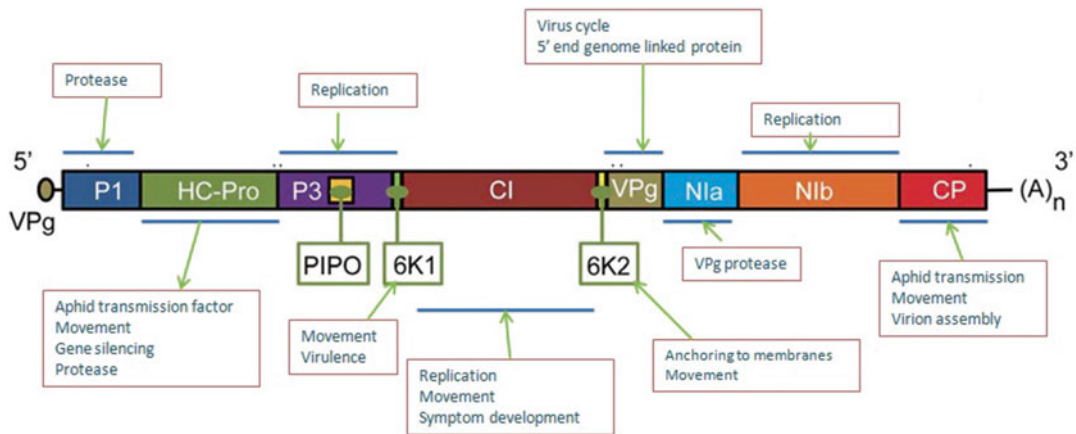 Virus cycle
5' end genome linked protein
Protease
Replication
Replication
5'
3'
P1
HC-Pro
P3
CI
VPg
NIa
NIb
CP
(A)n
VPg
PIPO
6K1
6K2
VPg protease
Aphid transmission factor
Movement
Gene silencing
Protease
Movement
Virulence
Replication
Movement
Symptom development
Anchoring to membranes
Movement
Aphid transmission
Movement
Virion assembly